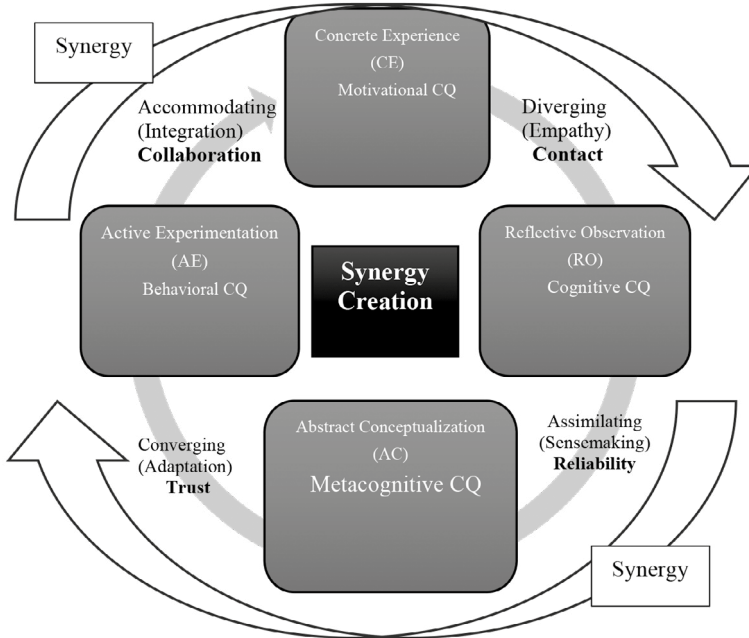 Synergy
Concrete Experience
(CE)
Motivational CQ
Accommodating
(Integration)
Collaboration
Diverging
(Empathy)
Contact
Active Experimentation
(AE)
Behavioral CQ
Synergy
Creation
Reflective Observation
(RO)
Cognitive CQ
Converging
(Adaptation)
Trust
Abstract Conceptualization
(AC)
Metacognitive CQ
Assimilating
(Sensemaking)
Reliability
Synergy